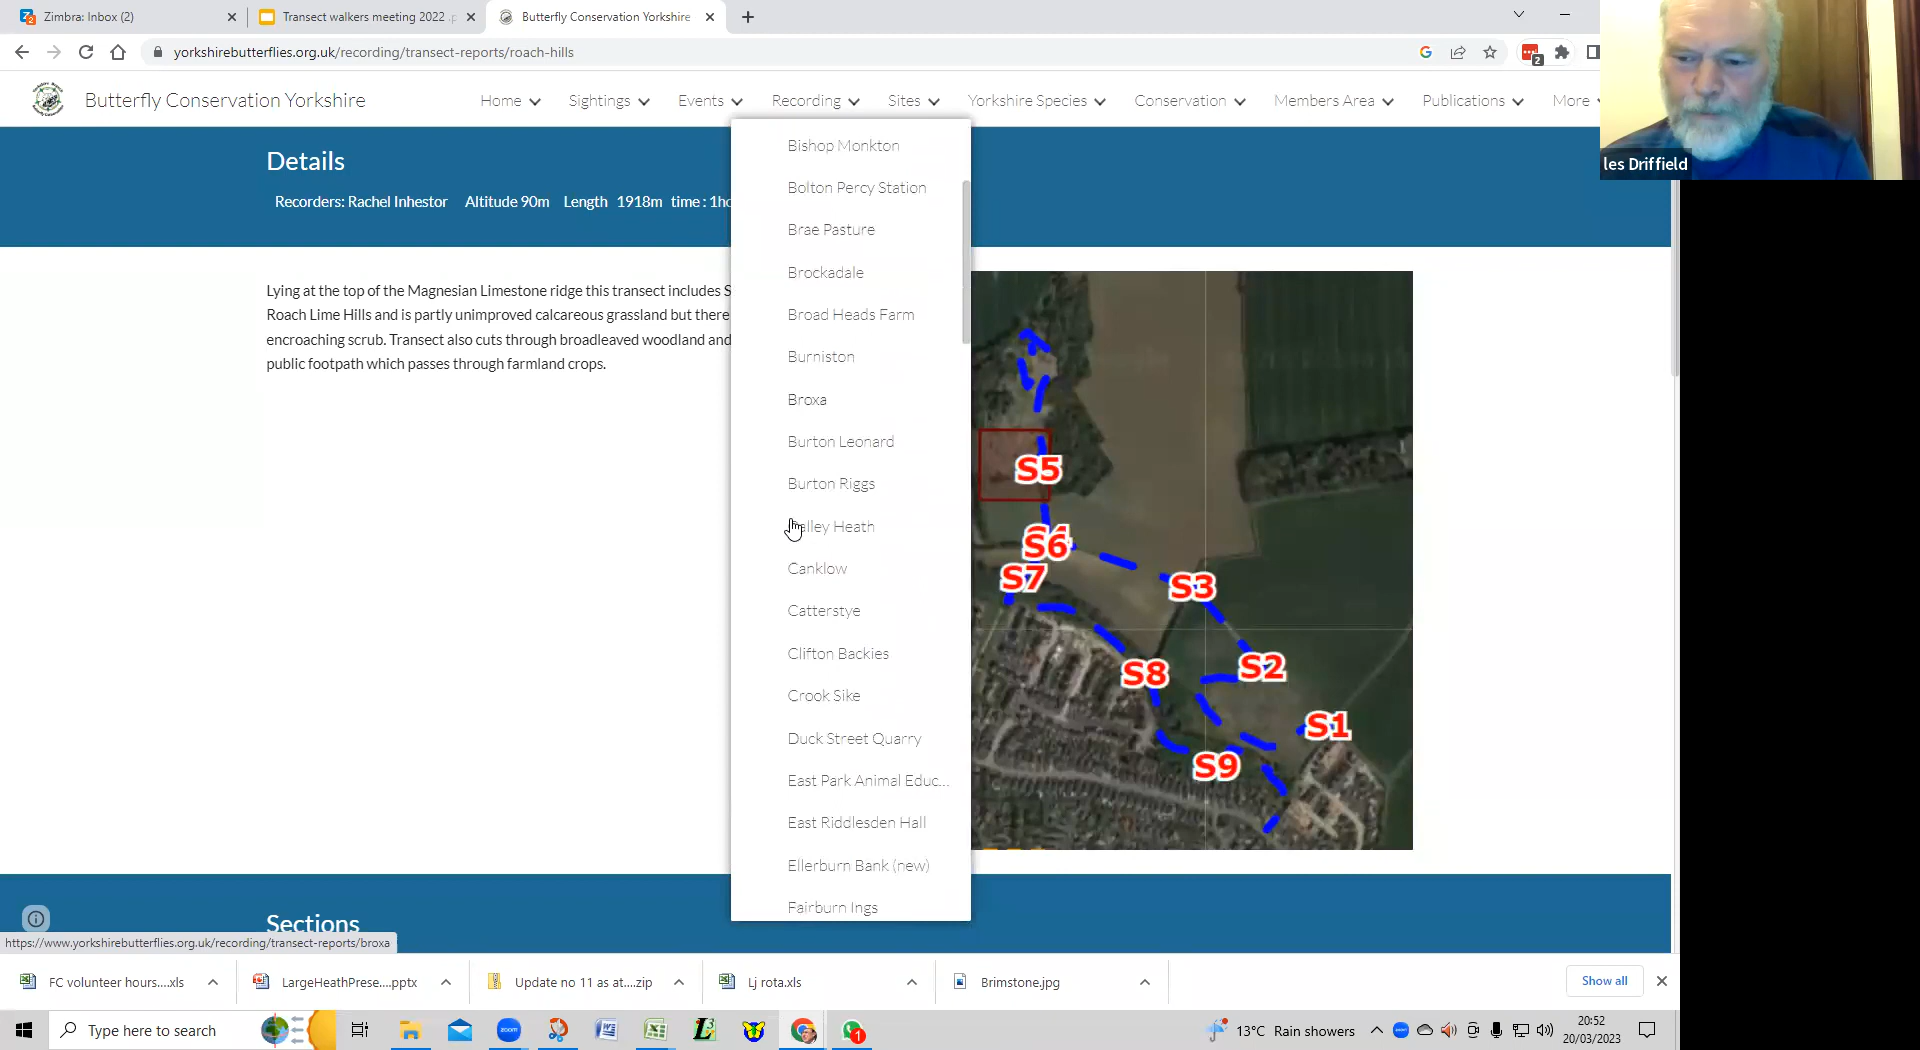 Zimbra: Inbox (2)
Transect walkers meeting 2022 .p
Butterfly Conservation Yorkshire
yorkshirebutterflies.org.uk/recording/transect-reports/roach-hills
2
Butterfly Conservation Yorkshire
Home
Sightings
Events
Recording
Sites
Yorkshire Species
Conservation
Members Area
Publications
More
les Driffield
Details
Recorders: Rachel Inhestor Altitude 90m Length 1918m time : 1ho
Lying at the top of the Magnesian Limestone ridge this transect includes S
Roach Lime Hills and is partly unimproved calcareous grassland but there
encroaching scrub. Transect also cuts through broadleaved woodland and
public footpath which passes through farmland crops.
Bishop Monkton
Bolton Percy Station
Brae Pasture
Brockadale
Broad Heads Farm
Burniston
Broxa
Burton Leonard
Burton Riggs
alley Heath
Canklow
Catterstye
Clifton Backies
Crook Sike
Duck Street Quarry
East Park Animal Educ...
East Riddlesden Hall
Ellerburn Bank (new)
Fairburn Ings
S5
S6
S7
S3
S8
S2
S1
S9
Sections
https://www.yorkshirebutterflies.org.uk/recording/transect-reports/broxa
FC volunteer hours....xls
LargeHeathPrese....pptx
Update no 11 as at....zip
Lj rota.xls
Brimstone.jpg
Show all
Type here to search
zoom
1
13°C Rain showers
20:52
20/03/2023